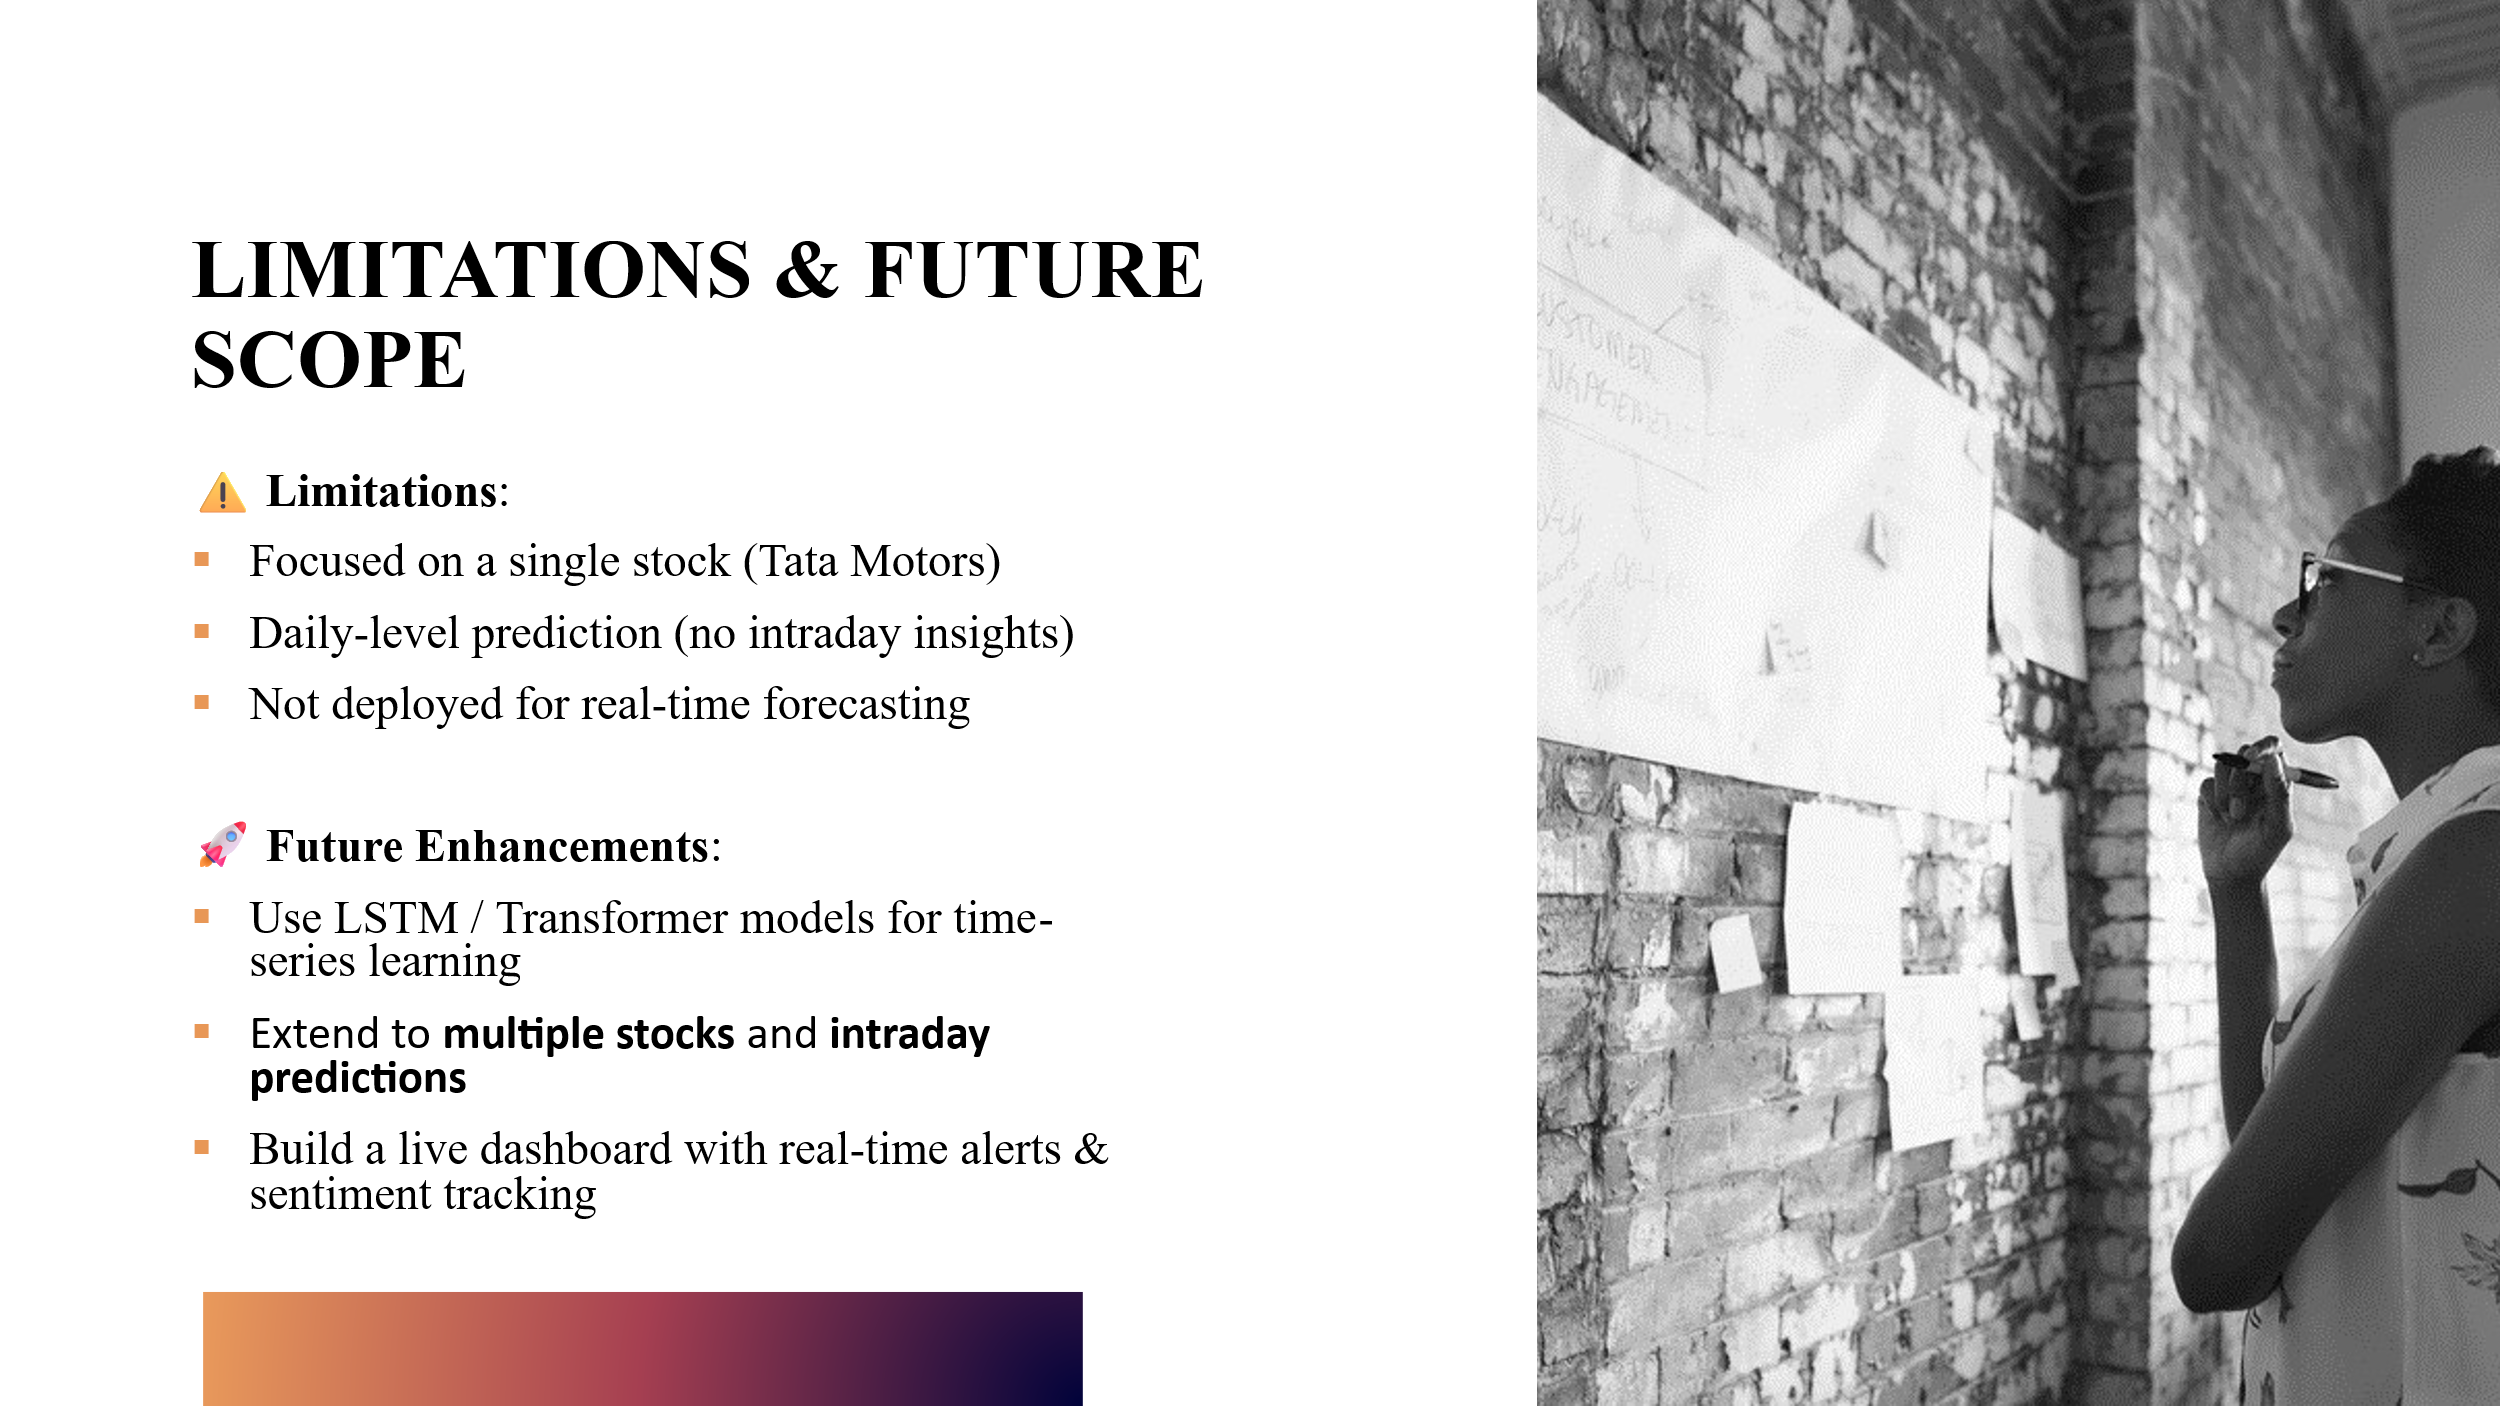 LIMITATIONS & FUTURE
SCOPE
⚠️ Limitations:
▪ Focused on a single stock (Tata Motors)
▪ Daily-level prediction (no intraday insights)
▪ Not deployed for real-time forecasting
🚀 Future Enhancements:
▪ Use LSTM / Transformer models for time-
series learning
▪ Extend to multiple stocks and intraday
predictions
▪ Build a live dashboard with real-time alerts &
sentiment tracking